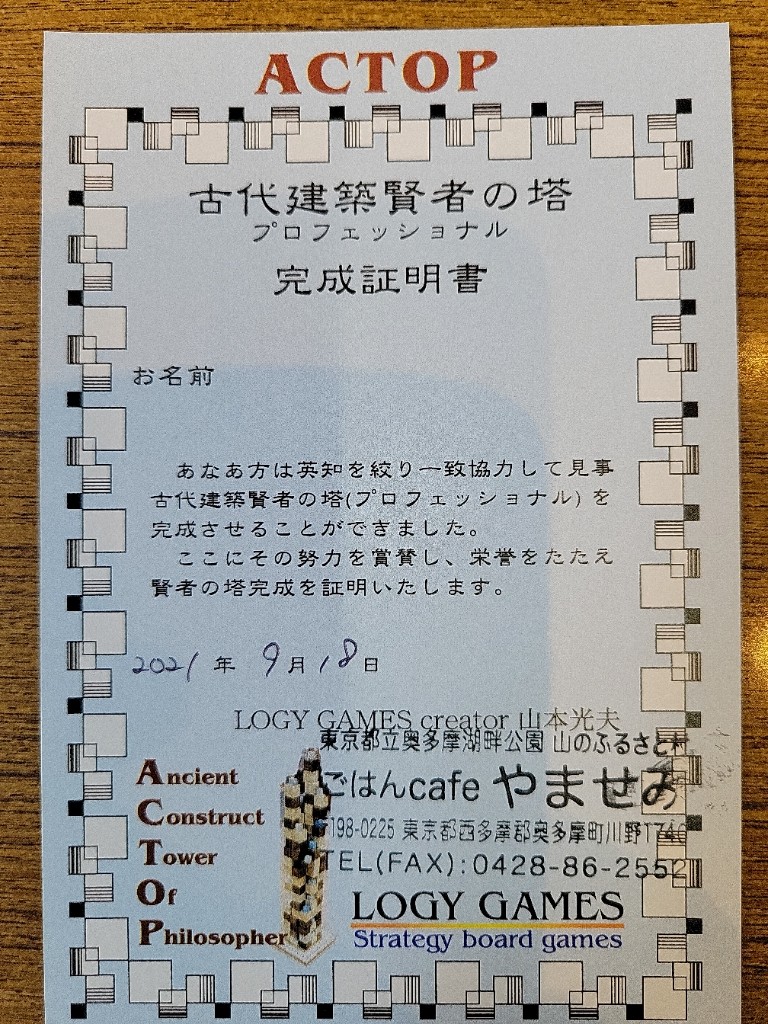 ACTOP
古代建築賢者の塔
プロフェッショナル
完成証明書
お名前
あなあ方は英知を絞り一致協力して見事
古代建築賢者の塔(プロフェッショナル) を
完成させることができました。
ここにその努力を賞賛し、栄誉をたたえ
賢者の塔完成を証明いたします。
2021 年 9 月 18 日
LOGY GAMES creator 山本光夫
東京都立奥多摩湖畔公園 山のふるさと村
ごはんcafe やませみ
〒198-0225 東京都西多摩郡奥多摩町川野1740
TEL(FAX):0428-86-2552
Ancient
Construct
Tower
Of
Philosopher
LOGY GAMES
Strategy board games